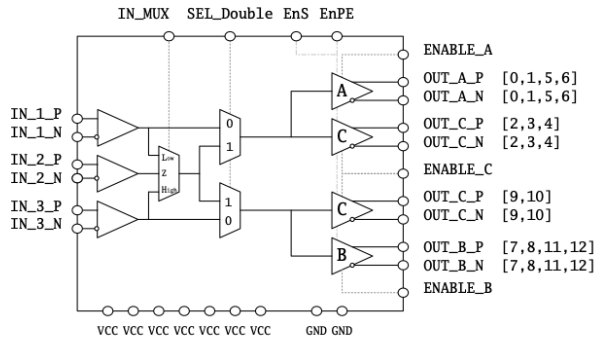 IN_MUX SEL_Double EnS EnPE
ENABLE_A
OUT_A_P [0,1,5,6]
A
OUT_A_N [0,1,5,6]
IN_1_P
IN_1_N
0
OUT_C_P [2,3,4]
C
OUT_C_N [2,3,4]
1
Low
IN_2_P
Z
IN_2_N
ENABLE_C
High
IN_3_P
IN_3_N
1
0
OUT_C_P [9,10]
C
OUT_C_N [9,10]
OUT_B_P [7,8,11,12]
B
OUT_B_N [7,8,11,12]
ENABLE_B
VCC VCC VCC VCC VCC VCC VCC GND GND